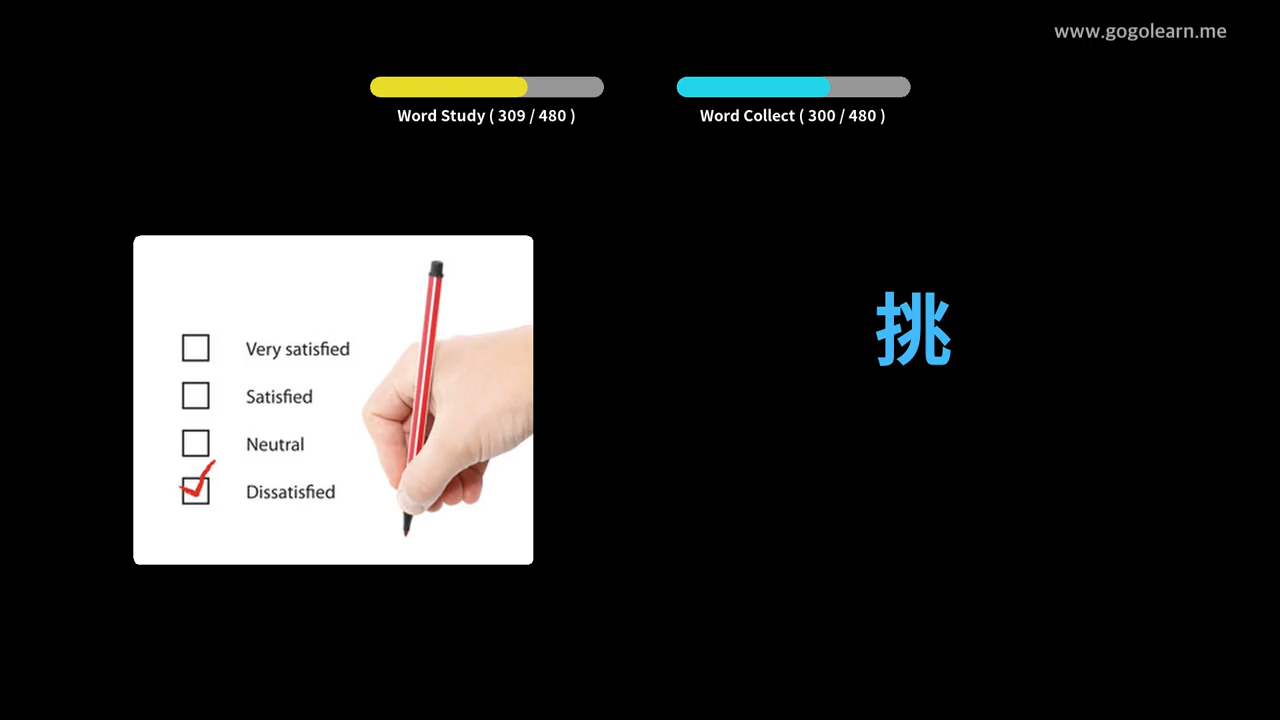 www.gogolearn.me
Word Study ( 309 / 480 )
Word Collect ( 300 / 480 )
Very satisfied
Satisfied
Neutral
Dissatisfied
挑